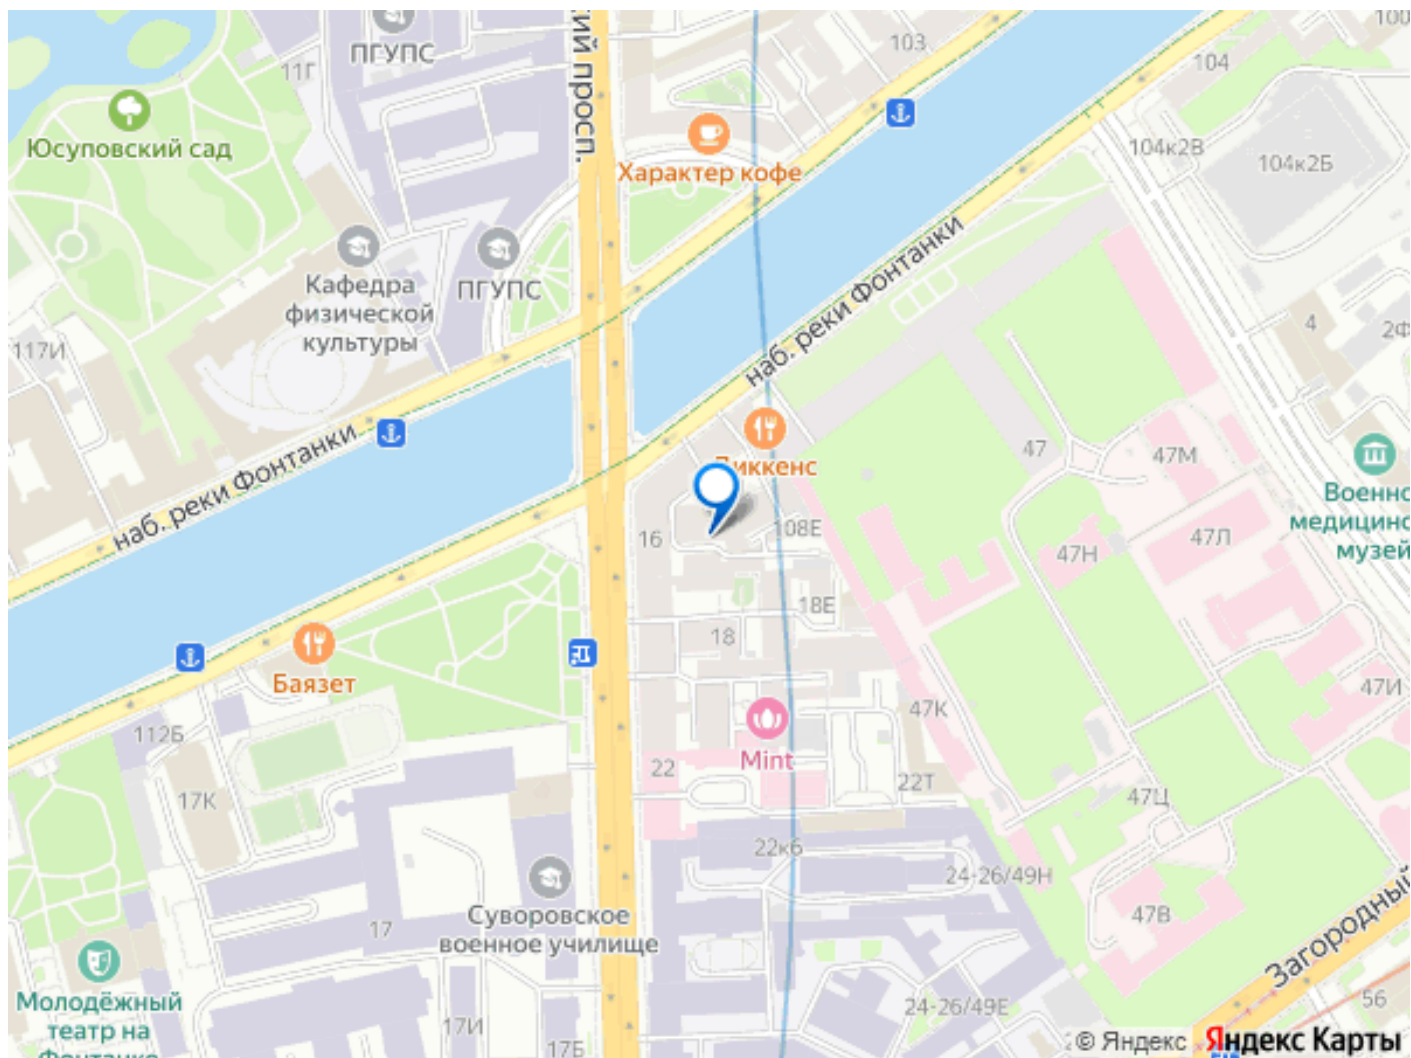 ПГУПС
11Г
103
100
104
Юсуповский сад
ий просп.
Характер кофе
104к2В
104к2Б
Кафедра
физической
культуры
ПГУПС
наб. реки Фонтанки
117И
4
2Ф
наб. реки Фонтанки
Диккенс
47
47М
Военно
медицинс
музей
16
108Е
47Н
47Л
18Е
18
Баязет
47К
47И
112Б
Mint
22
22Т
17К
47Ц
22к6
24-26/49Н
Суворовское
военное училище
17
47В
Загородный
Молодёжный
театр на
Фонтанке
17И
17Б
24-26/49Е
56
© Яндекс Яндекс Карты